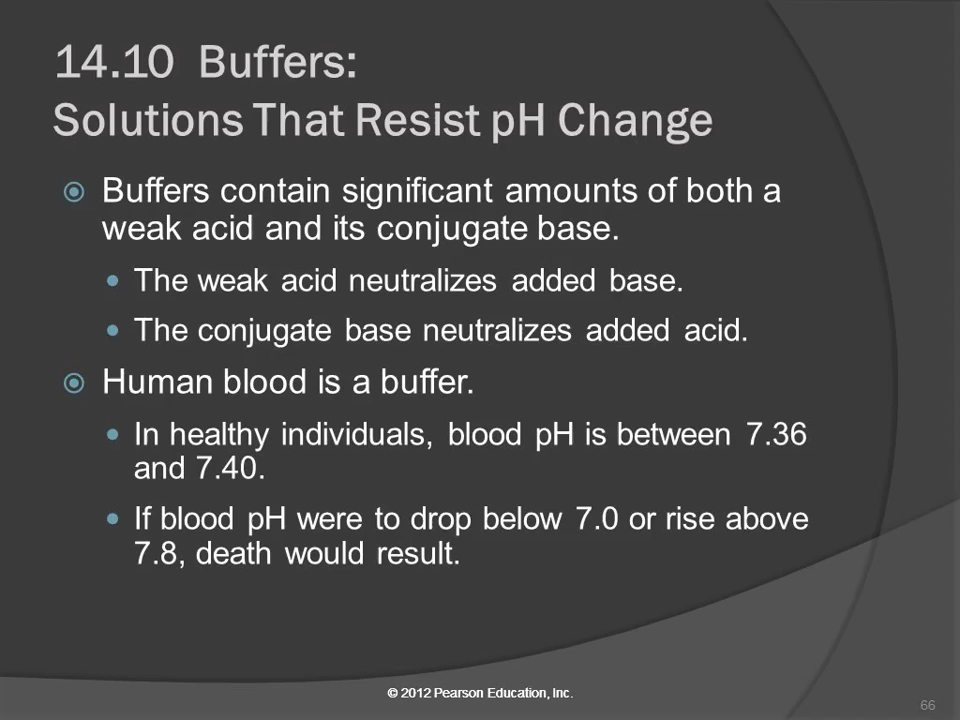 14.10 Buffers:
Solutions That Resist pH Change
Buffers contain significant amounts of both a
weak acid and its conjugate base.
The weak acid neutralizes added base.
The conjugate base neutralizes added acid.
Human blood is a buffer.
In healthy individuals, blood pH is between 7.36
and 7.40.
If blood pH were to drop below 7.0 or rise above
7.8, death would result.
© 2012 Pearson Education, Inc.
66